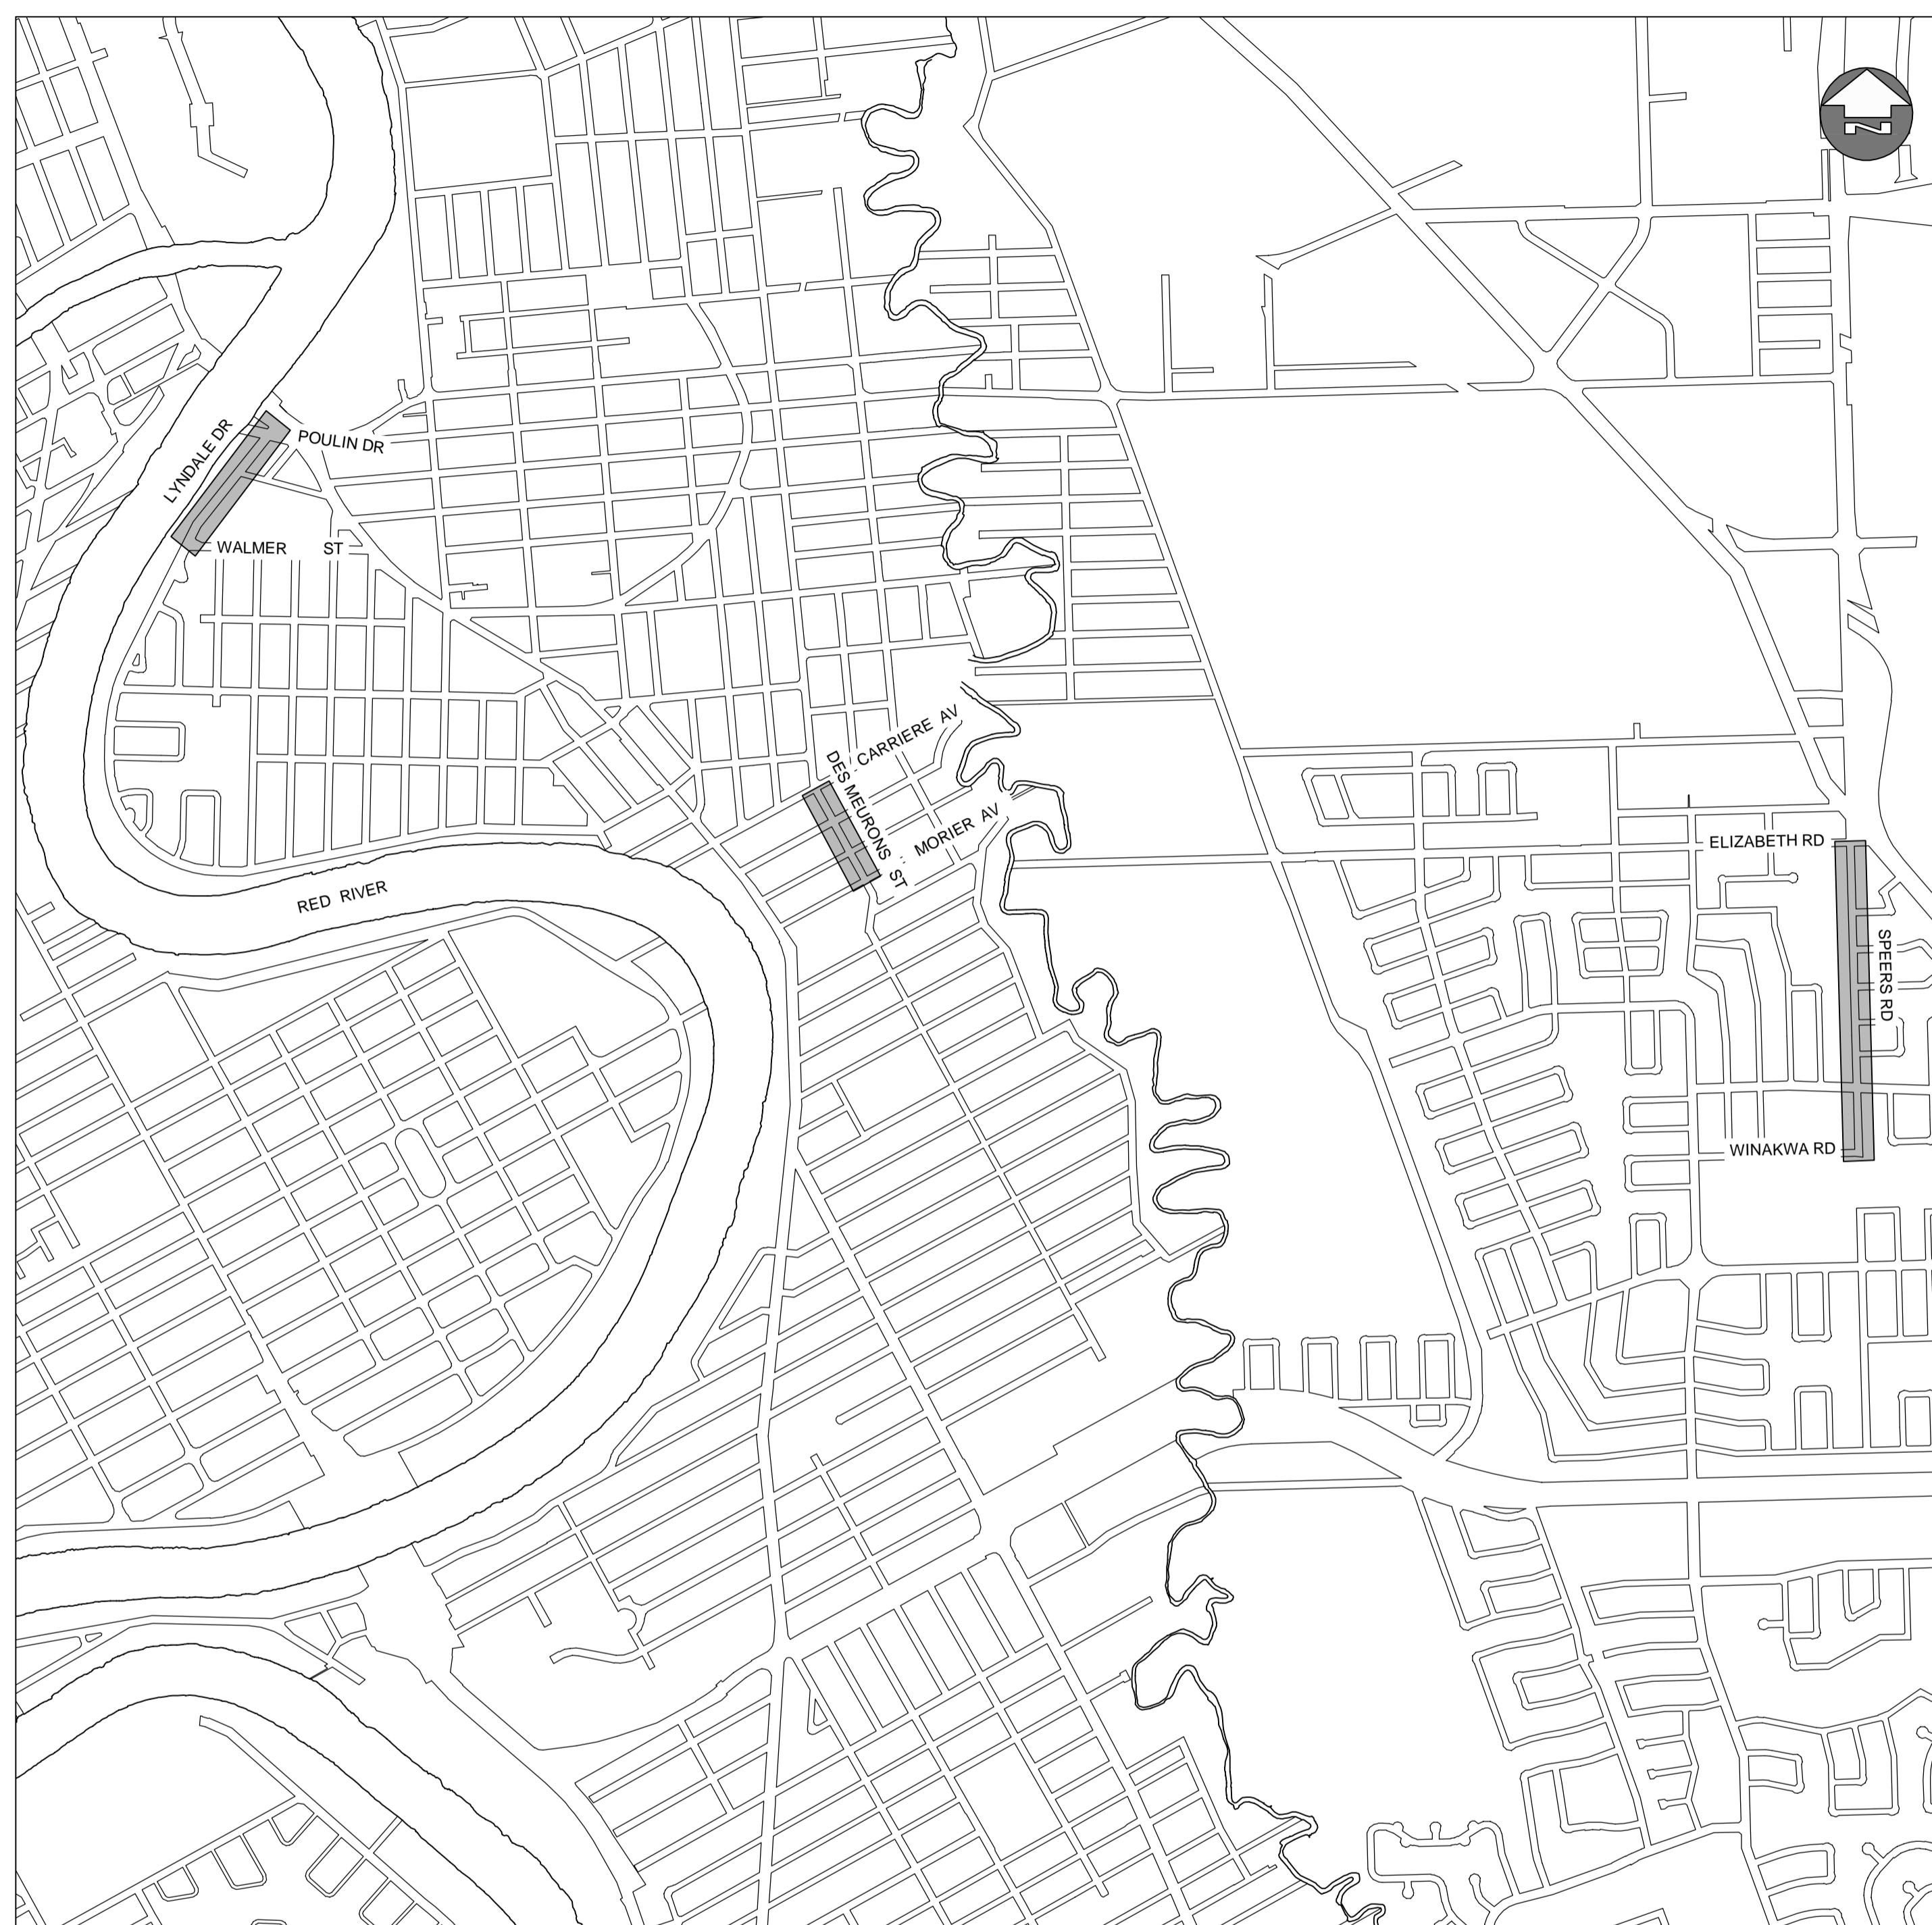 N
LYNDALE DR
POULIN DR
WALMER ST
CARRIERE AV
DES MEURONS ST
MORIER AV
ELIZABETH RD
RED RIVER
SPEERS RD
WINAKWA RD